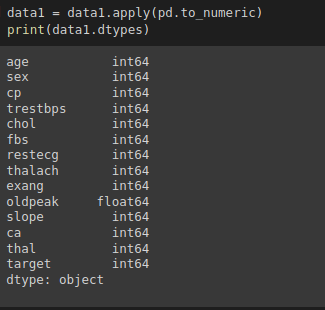 data1 = data1.apply(pd.to_numeric)
print(data1.dtypes)
age int64
sex int64
cp int64
trestbps int64
chol int64
fbs int64
restecg int64
thalach int64
exang int64
oldpeak float64
slope int64
ca int64
thal int64
target int64
dtype: object